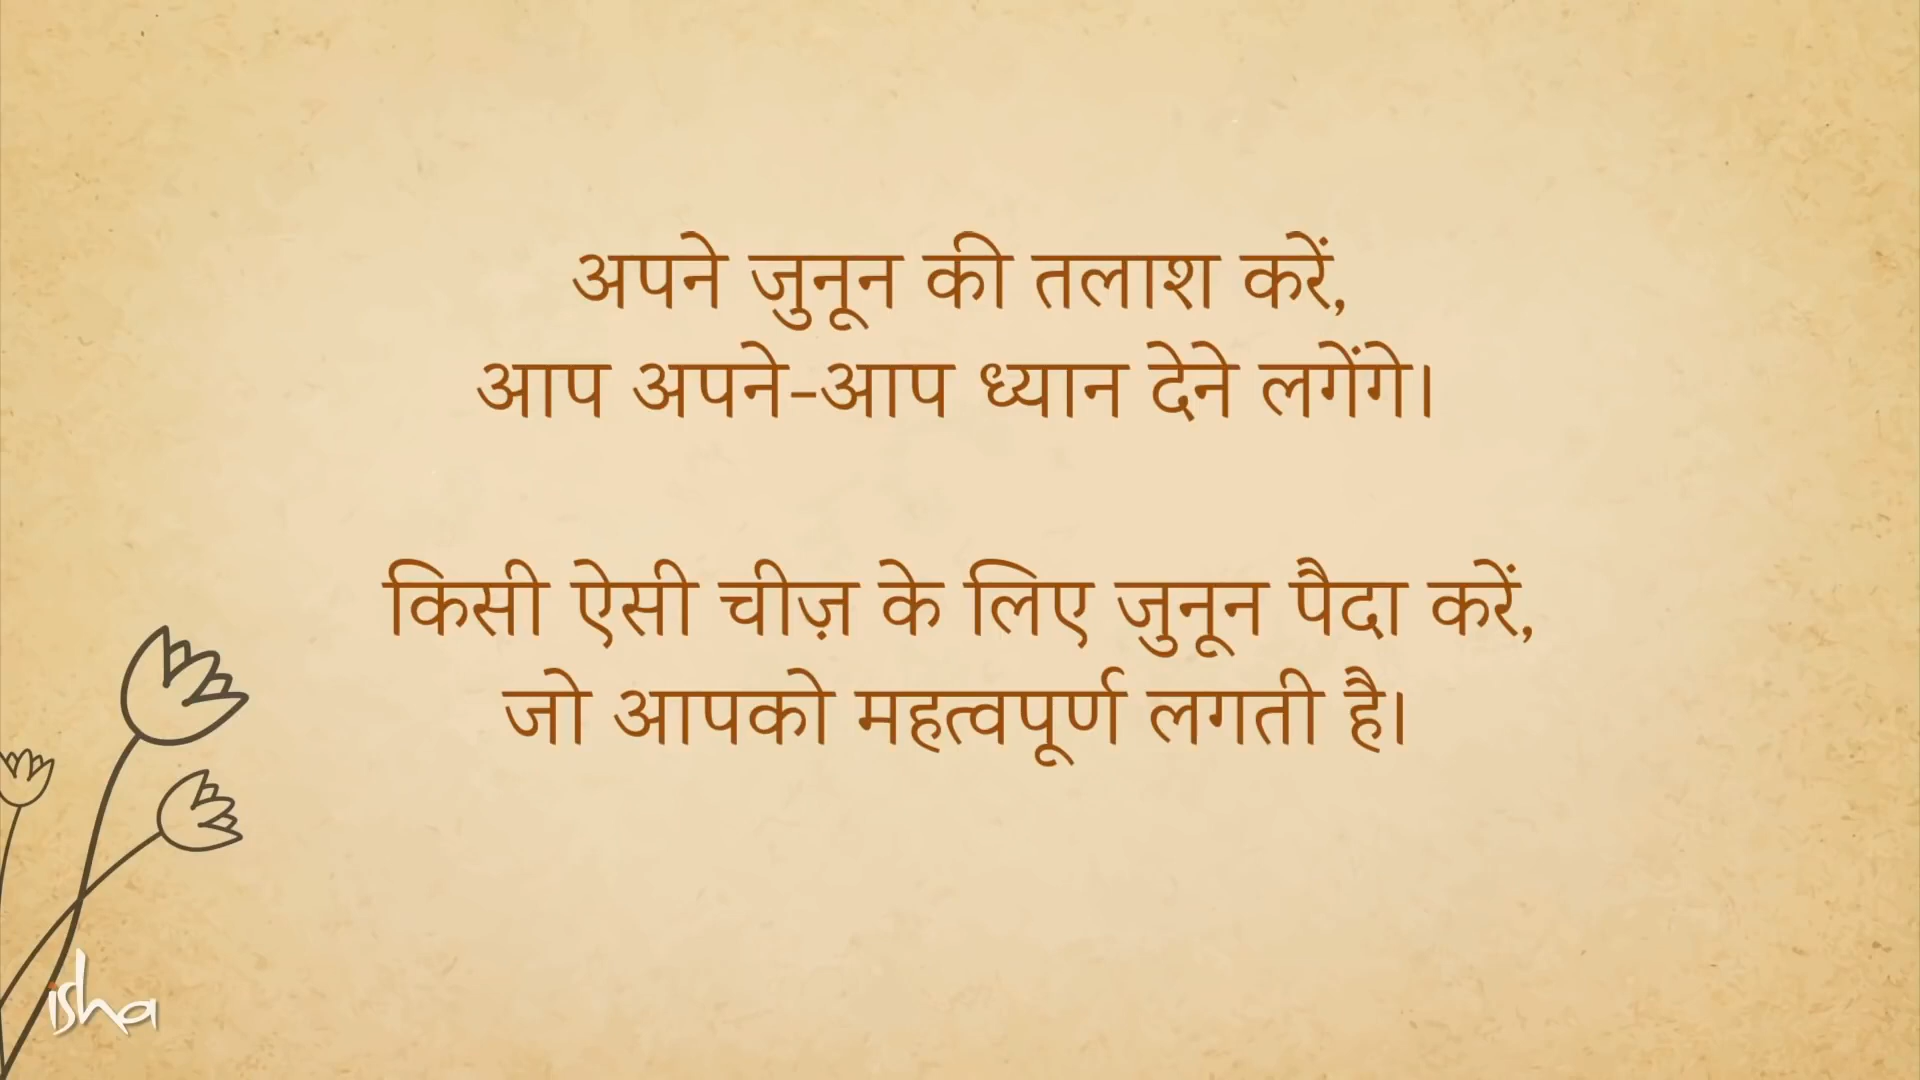 अपने जुनून की तलाश करें,
आप अपने-आप ध्यान देने लगेंगे।
किसी ऐसी चीज़ के लिए जुनून पैदा करें,
जो आपको महत्वपूर्ण लगती है।
isha